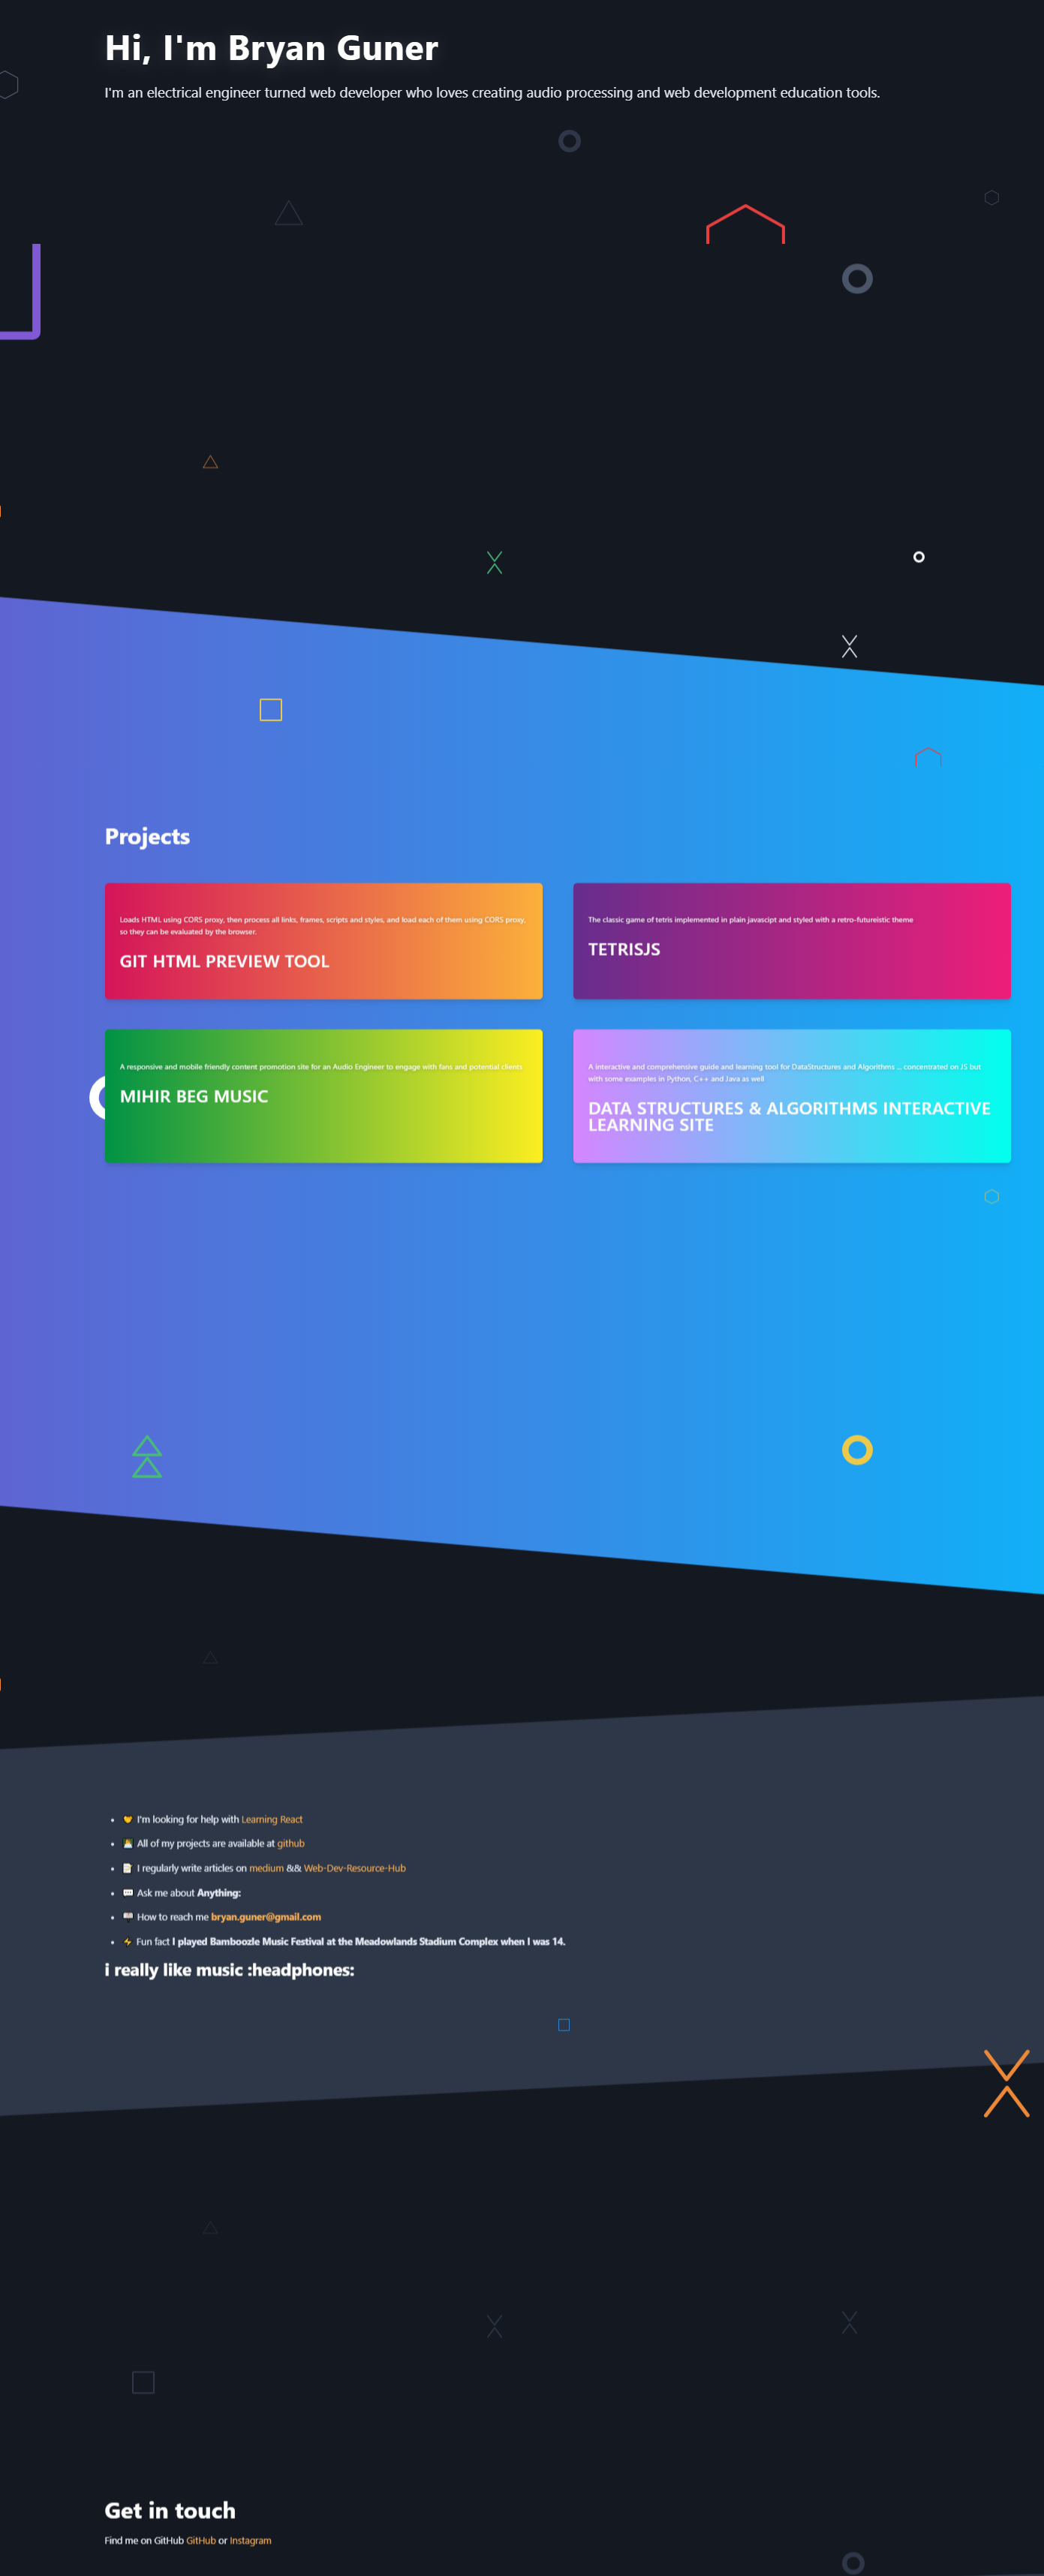 Hi, I'm Bryan Guner
I'm an electrical engineer turned web developer who loves creating audio processing and web development education tools.
Projects
Loads HTML using CORS proxy, then process all links, frames, scripts and styles, and load each of them using CORS proxy,
so they can be evaluated by the browser.
GIT HTML PREVIEW TOOL
The classic game of tetris implemented in plain javascipt and styled with a retro-futureistic theme
TETRISJS
A responsive and mobile friendly content promotion site for an Audio Engineer to engage with fans and potential clients
MIHIR BEG MUSIC
A interactive and comprehensive guide and learning tool for DataStructures and Algorithms ... concentrated on JS but
with some examples in Python, C++ and Java as well
DATA STRUCTURES & ALGORITHMS INTERACTIVE
LEARNING SITE
I'm looking for help with Learning React
All of my projects are available at github
I regularly write articles on medium && Web-Dev-Resource-Hub
Ask me about Anything:
How to reach me bryan.guner@gmail.com
Fun fact I played Bamboozle Music Festival at the Meadowlands Stadium Complex when I was 14.
i really like music :headphones:
Get in touch
Find me on GitHub GitHub or Instagram